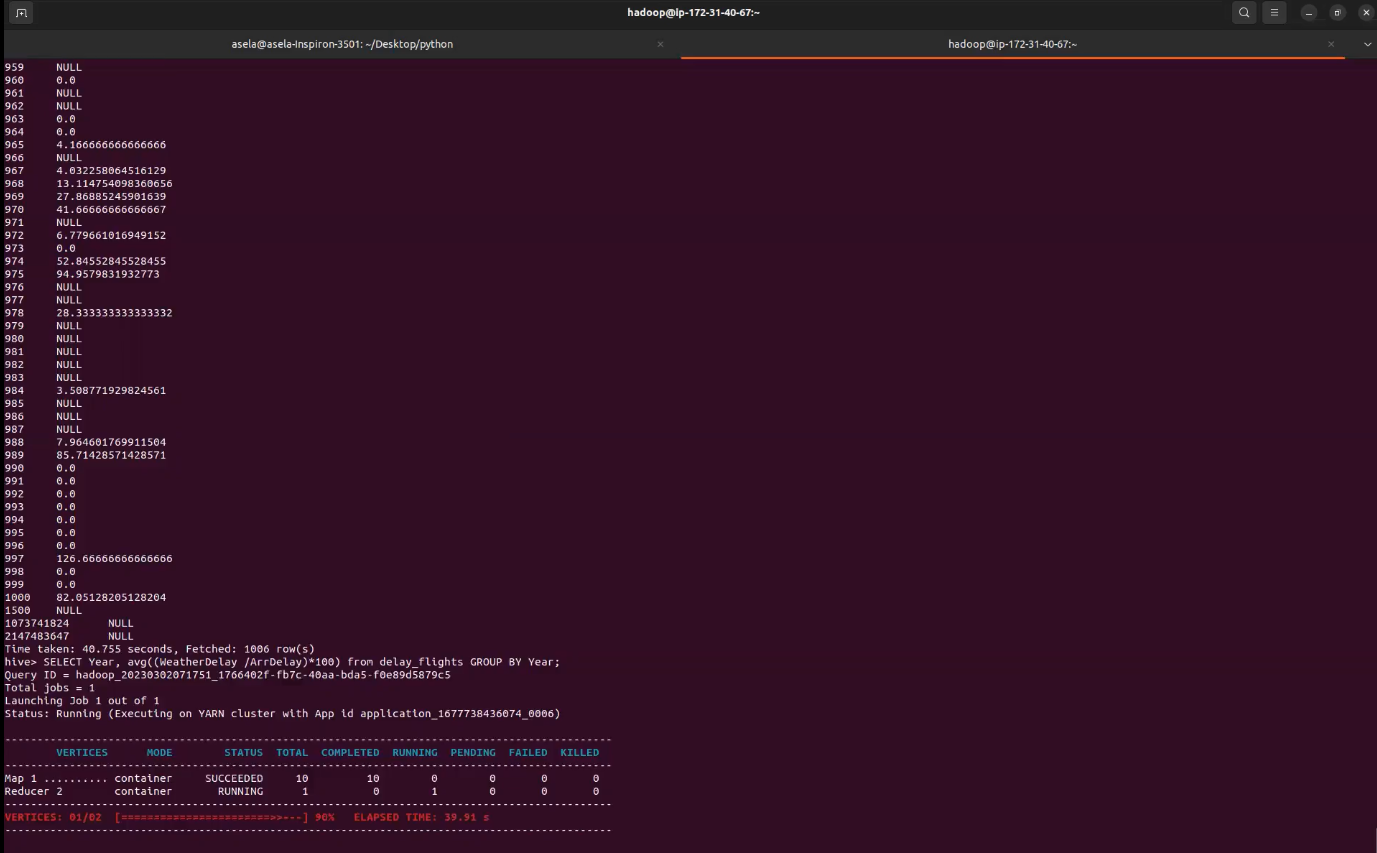 hadoop@ip-172-31-40-67:~
asela@asela-Inspiron-3501: ~/Desktop/python
hadoop@ip-172-31-40-67:~
959 NULL
960 0.0
961 NULL
962 NULL
963 0.0
964 0.0
965 4.166666666666666
966 NULL
967 4.032258064516129
968 13.114754098360656
969 27.86885245901639
970 41.66666666666667
971 NULL
972 6.779661016949152
973 0.0
974 52.84552845528455
975 94.9579831932773
976 NULL
977 NULL
978 28.333333333333332
979 NULL
980 NULL
981 NULL
982 NULL
983 NULL
984 3.508771929824561
985 NULL
986 NULL
987 NULL
988 7.964601769911504
989 85.71428571428571
990 0.0
991 0.0
992 0.0
993 0.0
994 0.0
995 0.0
996 0.0
997 126.66666666666666
998 0.0
999 0.0
1000 82.05128205128204
1500 NULL
1073741824 NULL
2147483647 NULL
Time taken: 40.755 seconds, Fetched: 1006 row(s)
hive> SELECT Year, avg((WeatherDelay /ArrDelay)*100) from delay_flights GROUP BY Year;
Query ID = hadoop_20230302071751_1766402f-fb7c-40aa-bda5-f0e89d5879c5
Total jobs = 1
Launching Job 1 out of 1
Status: Running (Executing on YARN cluster with App id application_1677738436074_0006)
----------------------------------------------------------------------------------------------
VERTICES MODE STATUS TOTAL COMPLETED RUNNING PENDING FAILED KILLED
----------------------------------------------------------------------------------------------
Map 1 .......... container SUCCEEDED 10 10 0 0 0 0
Reducer 2 container RUNNING 1 0 1 0 0 0
----------------------------------------------------------------------------------------------
VERTICES: 01/02 [=======================>>---] 90% ELAPSED TIME: 39.91 s
----------------------------------------------------------------------------------------------